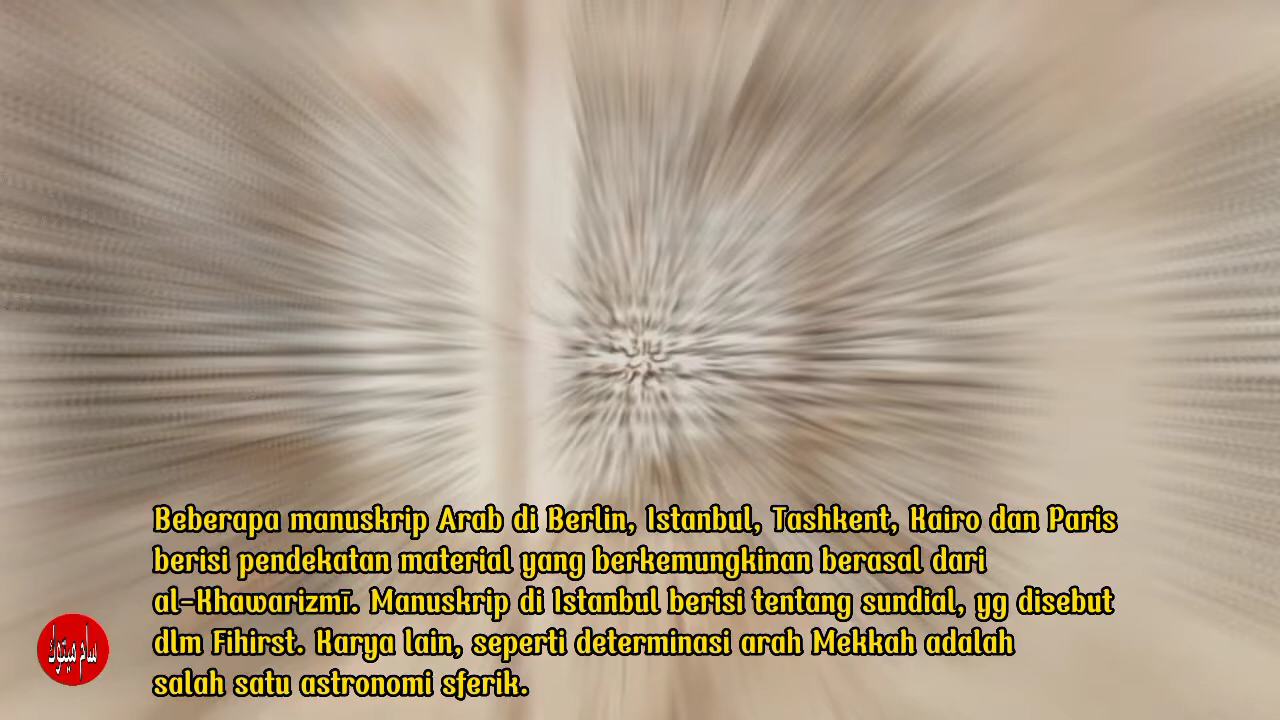 Beberapa manuskrip Arab di Berlin, Istanbul, Tashkent, Kairo dan Paris
berisi pendekatan material yang berkemungkinan berasal dari
al-Khawarizmī. Manuskrip di Istanbul berisi tentang sundial, yg disebut
dlm Fihirst. Karya lain, seperti determinasi arah Mekkah adalah
salah satu astronomi sferik.
سام ميتوك